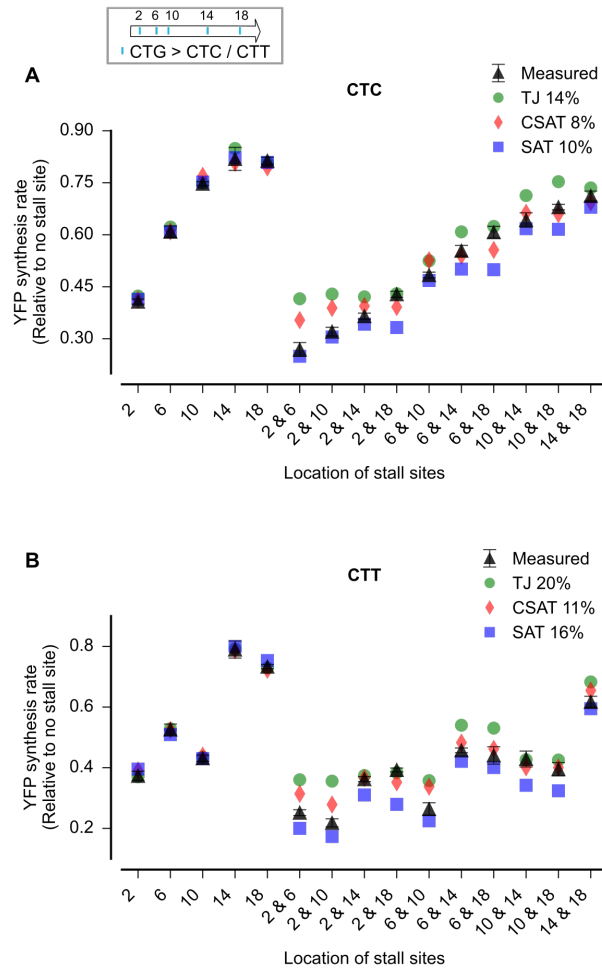 2 6 10 14 18
CTG > CTC / CTT
A
CTC
Measured
TJ 14%
CSAT 8%
SAT 10%
YFP synthesis rate
(Relative to no stall site)
0.90
0.75
0.60
0.45
0.30
2
6
10
14
18
2 & 6
2 & 10
2 & 14
2 & 18
6 & 10
6 & 14
6 & 18
10 & 14
10 & 18
14 & 18
Location of stall sites
B
CTT
Measured
TJ 20%
CSAT 11%
SAT 16%
YFP synthesis rate
(Relative to no stall site)
0.8
0.6
0.4
0.2
2
6
10
14
18
2 & 6
2 & 10
2 & 14
2 & 18
6 & 10
6 & 14
6 & 18
10 & 14
10 & 18
14 & 18
Location of stall sites